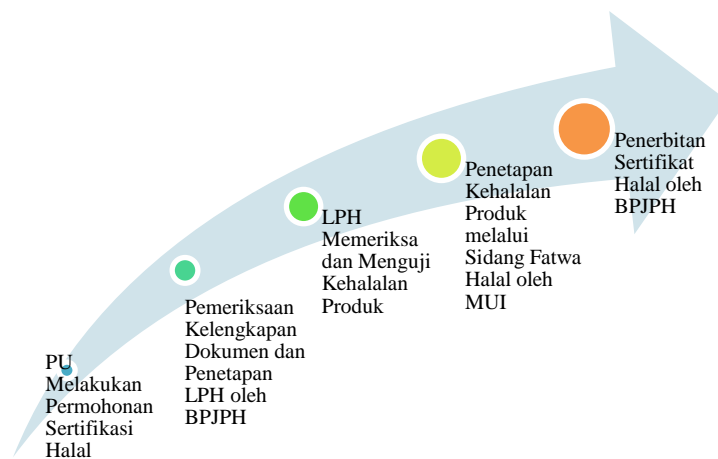 PU
Melakukan
Permohonan
Sertifikasi
Halal
Pemeriksaan
Kelengkapan
Dokumen dan
Penetapan
LPH oleh
BPJPH
LPH
Memeriksa
dan Menguji
Kehalalan
Produk
Penetapan
Kehalalan
Produk
melalui
Sidang Fatwa
Halal oleh
MUI
Penerbitan
Sertifikat
Halal oleh
BPJPH